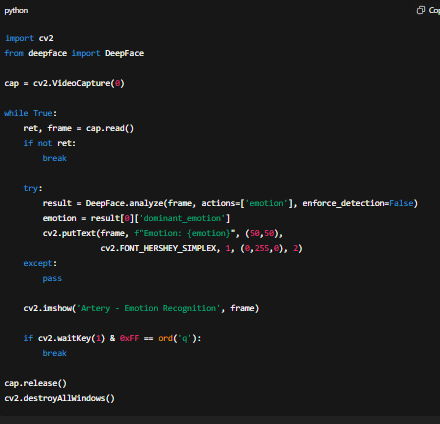 python
Cop
import cv2
from deepface import DeepFace
cap = cv2.VideoCapture(0)
while True:
    ret, frame = cap.read()
    if not ret:
        break
    try:
        result = DeepFace.analyze(frame, actions=['emotion'], enforce_detection=False)
        emotion = result[0]['dominant_emotion']
        cv2.putText(frame, f"Emotion: {emotion}", (50,50),
                    cv2.FONT_HERSHEY_SIMPLEX, 1, (0,255,0), 2)
    except:
        pass
    cv2.imshow('Artery - Emotion Recognition', frame)
    if cv2.waitKey(1) & 0xFF == ord('q'):
        break
cap.release()
cv2.destroyAllWindows()